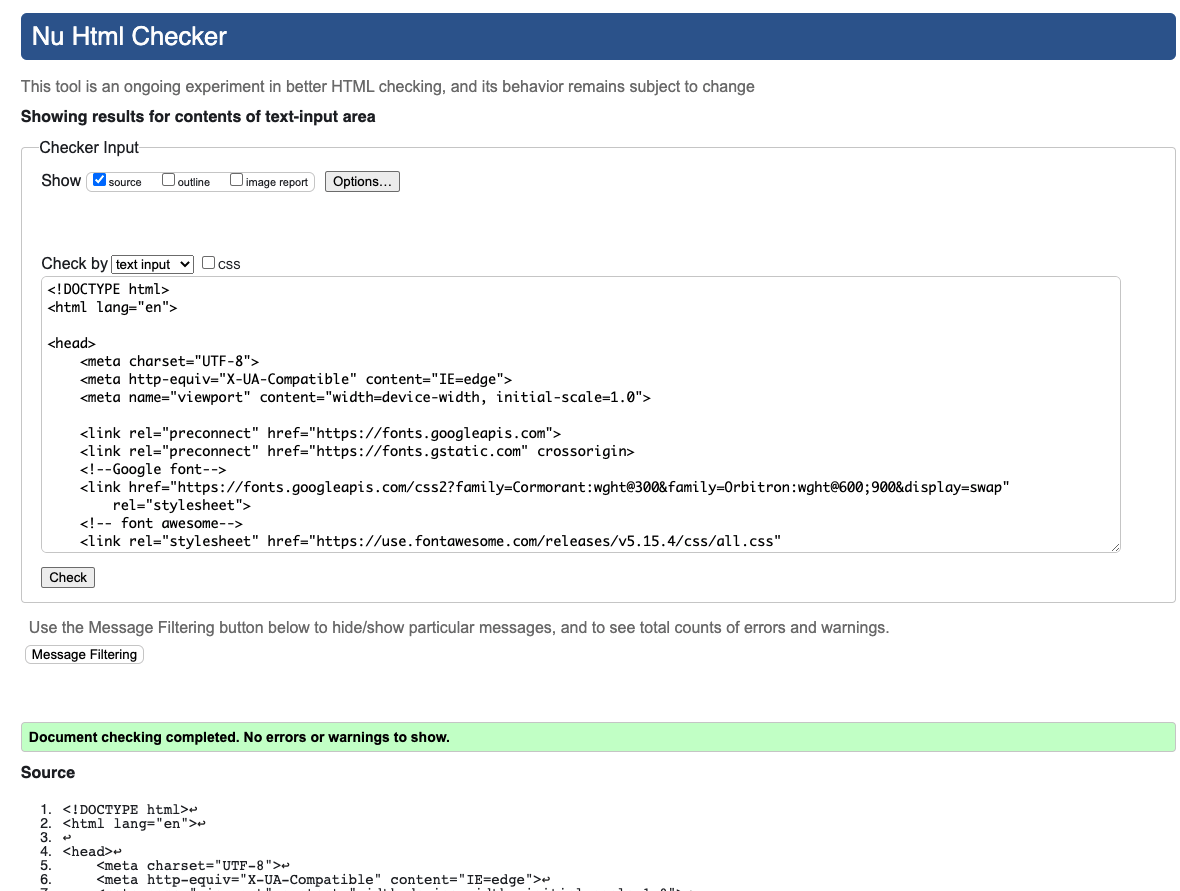 Nu Html Checker
This tool is an ongoing experiment in better HTML checking, and its behavior remains subject to change
Showing results for contents of text-input area
Checker Input
Show source outline image report Options...
Check by text input css
<!DOCTYPE html>
<html lang="en">
<head>
    <meta charset="UTF-8">
    <meta http-equiv="X-UA-Compatible" content="IE=edge">
    <meta name="viewport" content="width=device-width, initial-scale=1.0">
    <link rel="preconnect" href="https://fonts.googleapis.com">
    <link rel="preconnect" href="https://fonts.gstatic.com" crossorigin>
    <!--Google font-->
    <link href="https://fonts.googleapis.com/css2?family=Cormorant:wght@300&family=Orbitron:wght@600;900&display=swap"
        rel="stylesheet">
    <!-- font awesome-->
    <link rel="stylesheet" href="https://use.fontawesome.com/releases/v5.15.4/css/all.css"
Check
Use the Message Filtering button below to hide/show particular messages, and to see total counts of errors and warnings.
Message Filtering
Document checking completed. No errors or warnings to show.
Source
1. <!DOCTYPE html>↩
2. <html lang="en">↩
3. ↩
4. <head>↩
5.     <meta charset="UTF-8">↩
6.     <meta http-equiv="X-UA-Compatible" content="IE=edge">↩